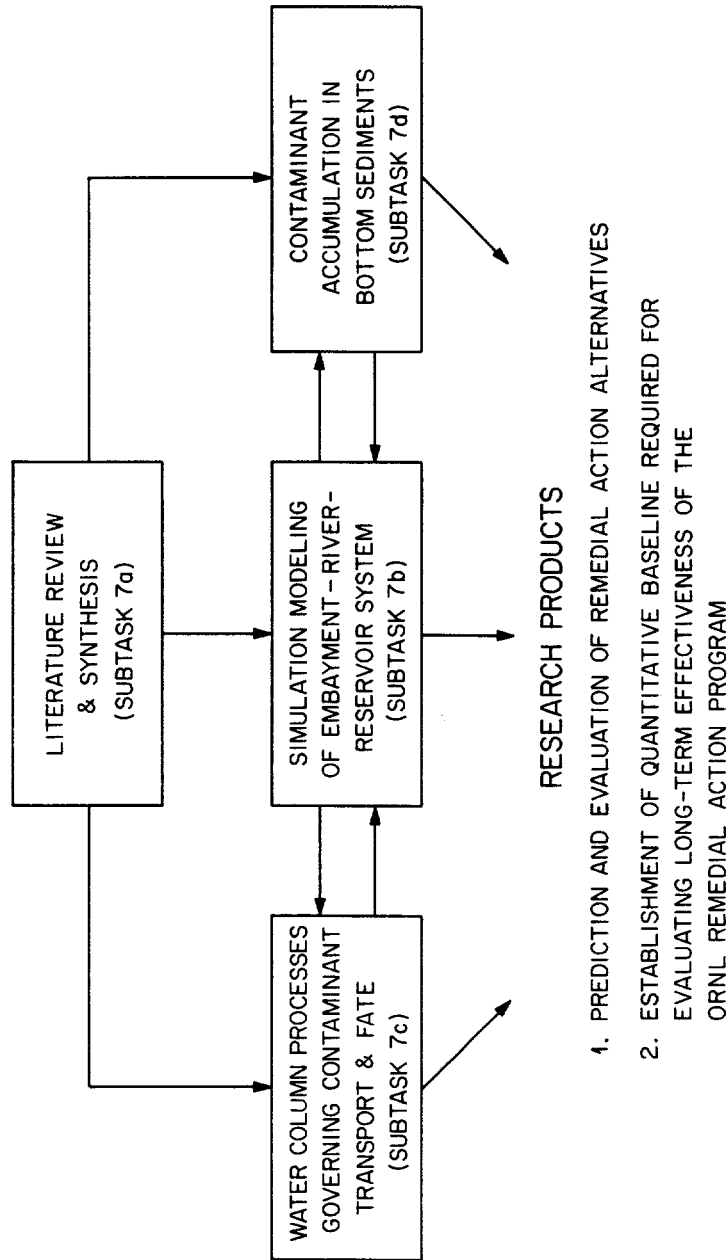 LITERATURE REVIEW
& SYNTHESIS
(SUBTASK 7a)
WATER COLUMN PROCESSES
GOVERNING CONTAMINANT
TRANSPORT & FATE
(SUBTASK 7c)
SIMULATION MODELING
OF EMBAYMENT-RIVER-
RESERVOIR SYSTEM
(SUBTASK 7b)
CONTAMINANT
ACCUMULATION IN
BOTTOM SEDIMENTS
(SUBTASK 7d)
RESEARCH PRODUCTS
1. PREDICTION AND EVALUATION OF REMEDIAL ACTION ALTERNATIVES
2. ESTABLISHMENT OF QUANTITATIVE BASELINE REQUIRED FOR
EVALUATING LONG-TERM EFFECTIVENESS OF THE
ORNL REMEDIAL ACTION PROGRAM